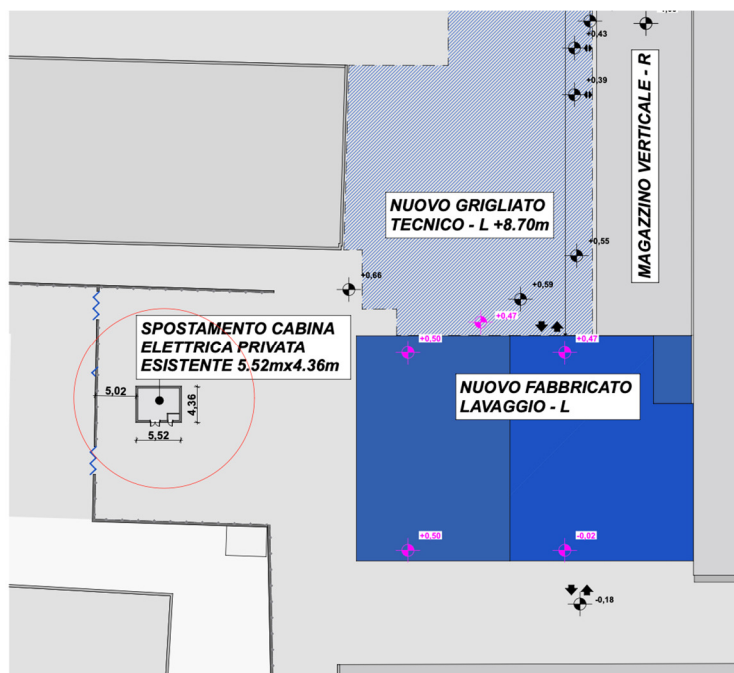 +0,43
+0,39
MAGAZZINO VERTICALE - R
NUOVO GRIGLIATO
TECNICO - L +8.70m
+0,55
+0,66
+0,59
+0,47
SPOSTAMENTO CABINA
ELETTRICA PRIVATA
ESISTENTE 5.52mx4.36m
+0,50
+0,47
NUOVO FABBRICATO
LAVAGGIO - L
5,02
4,36
5,52
+0,50
-0,02
-0,18